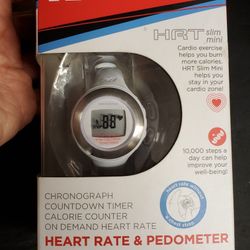 HRT slim
mini
Cardio exercise
helps you burn
more calories.
HRT Slim Mini
helps you
stay in your
cardio zone!
88
10,000 steps
a day can help
improve your
well-being!
CHRONOGRAPH
COUNTDOWN TIMER
CALORIE COUNTER
ON DEMAND HEART RATE
HEART RATE & PEDOMETER